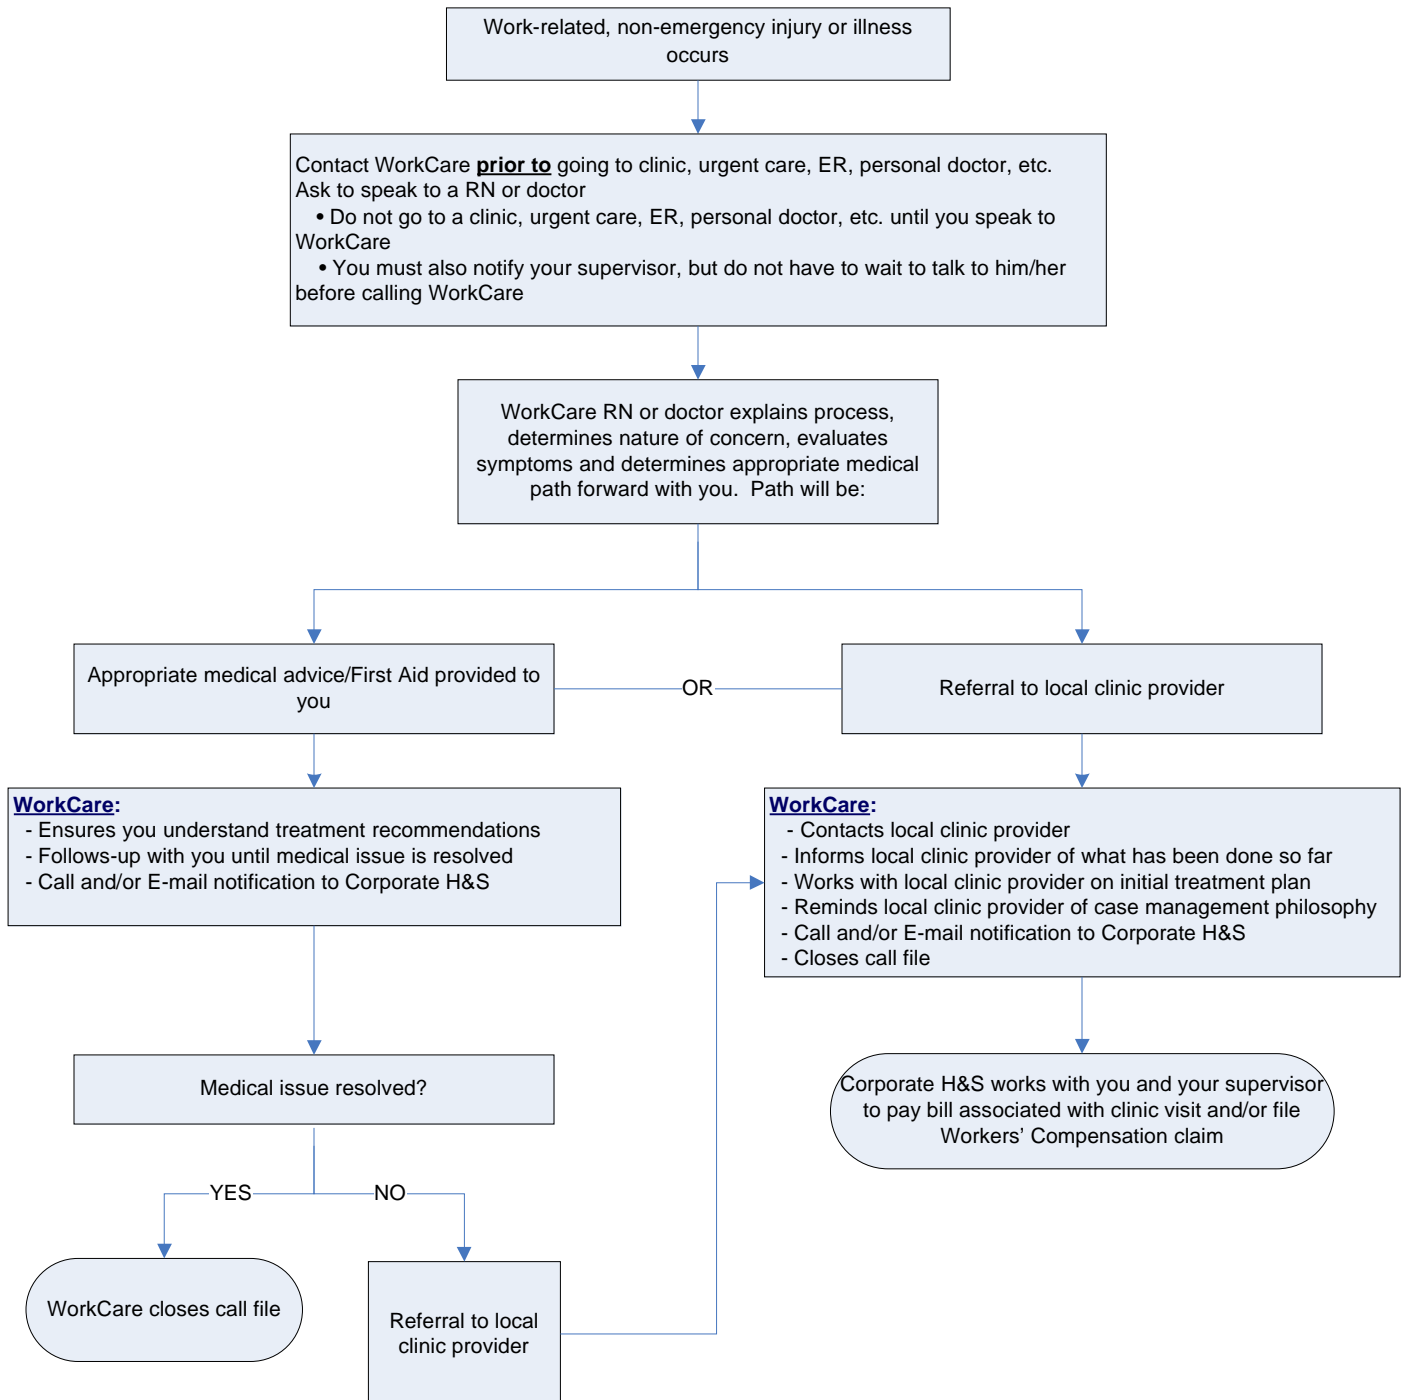 Work-related, non-emergency injury or illness
occurs
Contact WorkCare prior to going to clinic, urgent care, ER, personal doctor, etc.
Ask to speak to a RN or doctor
• Do not go to a clinic, urgent care, ER, personal doctor, etc. until you speak to
WorkCare
• You must also notify your supervisor, but do not have to wait to talk to him/her
before calling WorkCare
WorkCare RN or doctor explains process,
determines nature of concern, evaluates
symptoms and determines appropriate medical
path forward with you.  Path will be:
Appropriate medical advice/First Aid provided to
you
OR
Referral to local clinic provider
WorkCare:
- Ensures you understand treatment recommendations
- Follows-up with you until medical issue is resolved
- Call and/or E-mail notification to Corporate H&S
WorkCare:
- Contacts local clinic provider
- Informs local clinic provider of what has been done so far
- Works with local clinic provider on initial treatment plan
- Reminds local clinic provider of case management philosophy
- Call and/or E-mail notification to Corporate H&S
- Closes call file
Medical issue resolved?
Corporate H&S works with you and your supervisor
to pay bill associated with clinic visit and/or file
Workers’ Compensation claim
YES
NO
WorkCare closes call file
Referral to local
clinic provider